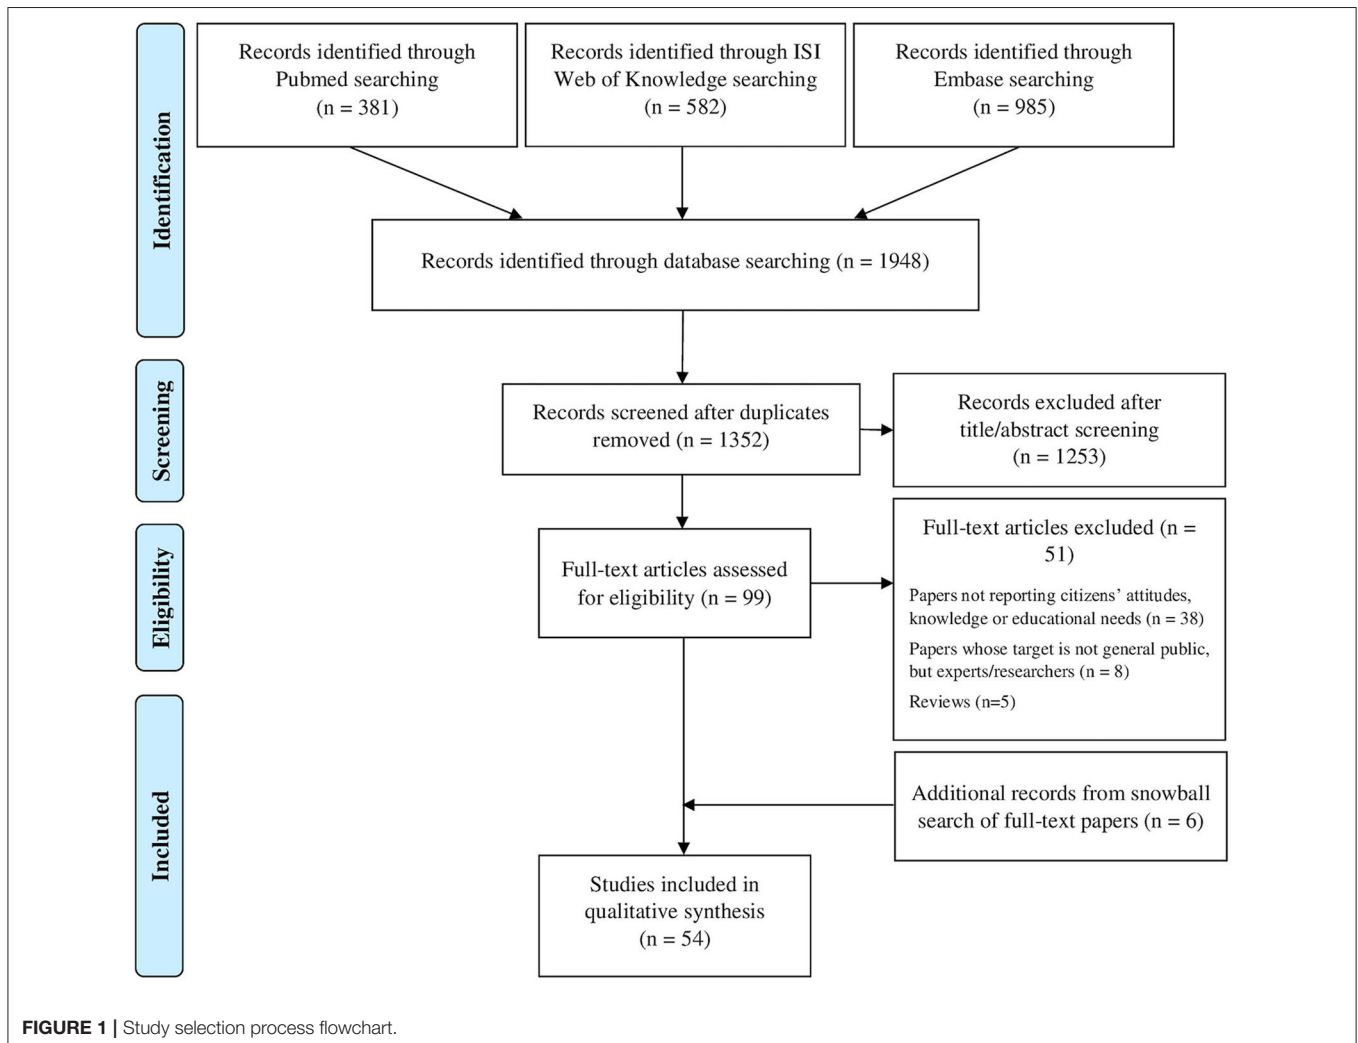 Identification
Records identified through
Pubmed searching
(n = 381)
Records identified through ISI
Web of Knowledge searching
(n = 582)
Records identified through
Embase searching
(n = 985)
Records identified through database searching (n = 1948)
Screening
Records screened after duplicates
removed (n = 1352)
Records excluded after
title/abstract screening
(n = 1253)
Eligibility
Full-text articles assessed
for eligibility (n = 99)
Full-text articles excluded (n =
51)
Papers not reporting citizens' attitudes,
knowledge or educational needs (n = 38)
Papers whose target is not general public,
but experts/researchers (n = 8)
Reviews (n=5)
Included
Additional records from snowball
search of full-text papers (n = 6)
Studies included in
qualitative synthesis
(n = 54)
FIGURE 1 | Study selection process flowchart.